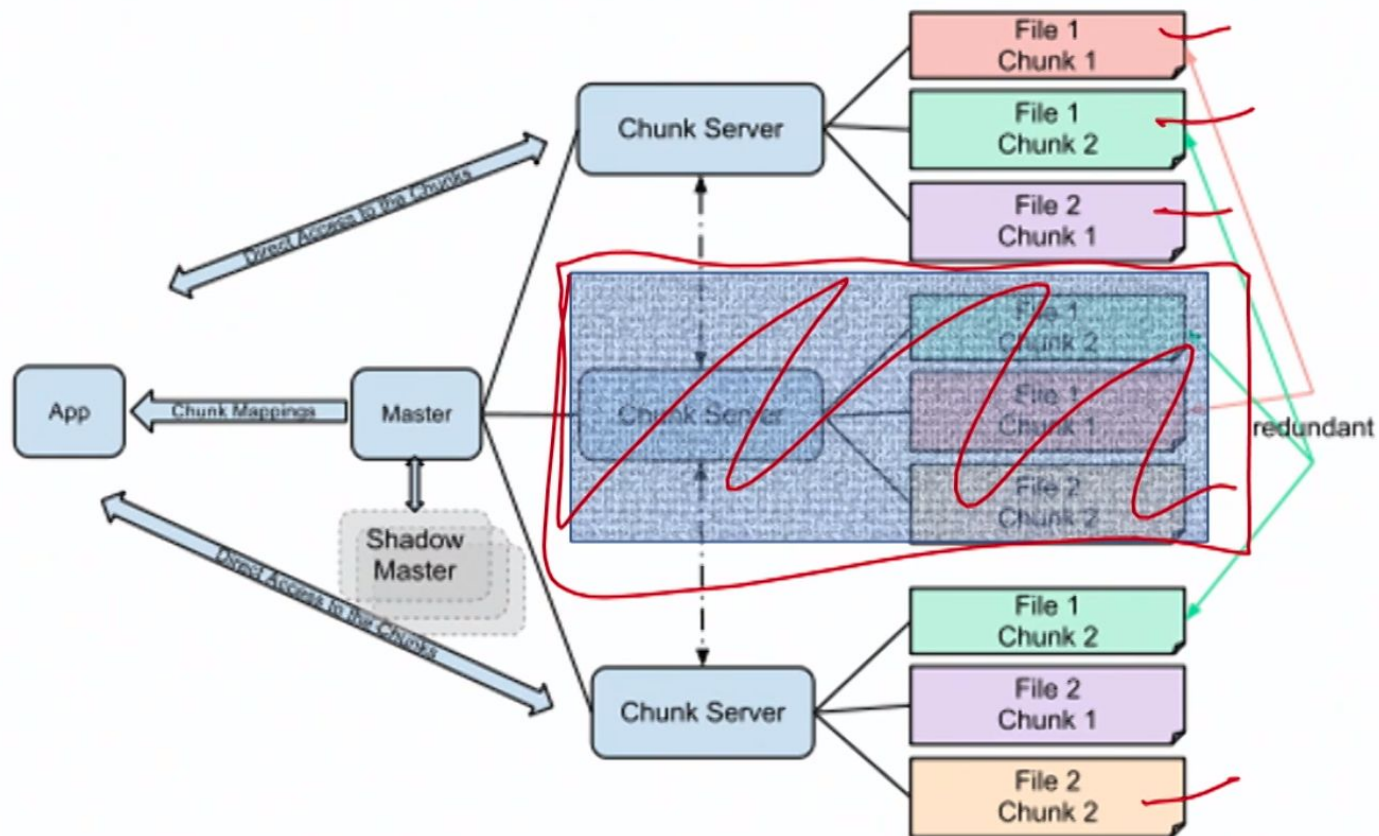 File 1
Chunk 1
Chunk Server
File 1
Chunk 2
File 2
Chunk 1
Direct Access to the Chunks
File 1
Chunk 2
App
Chunk Mappings
Master
Chunk Server
File 1
Chunk 1
redundant
File 2
Chunk 2
Shadow
Master
Direct Access to the Chunks
File 1
Chunk 2
Chunk Server
File 2
Chunk 1
File 2
Chunk 2